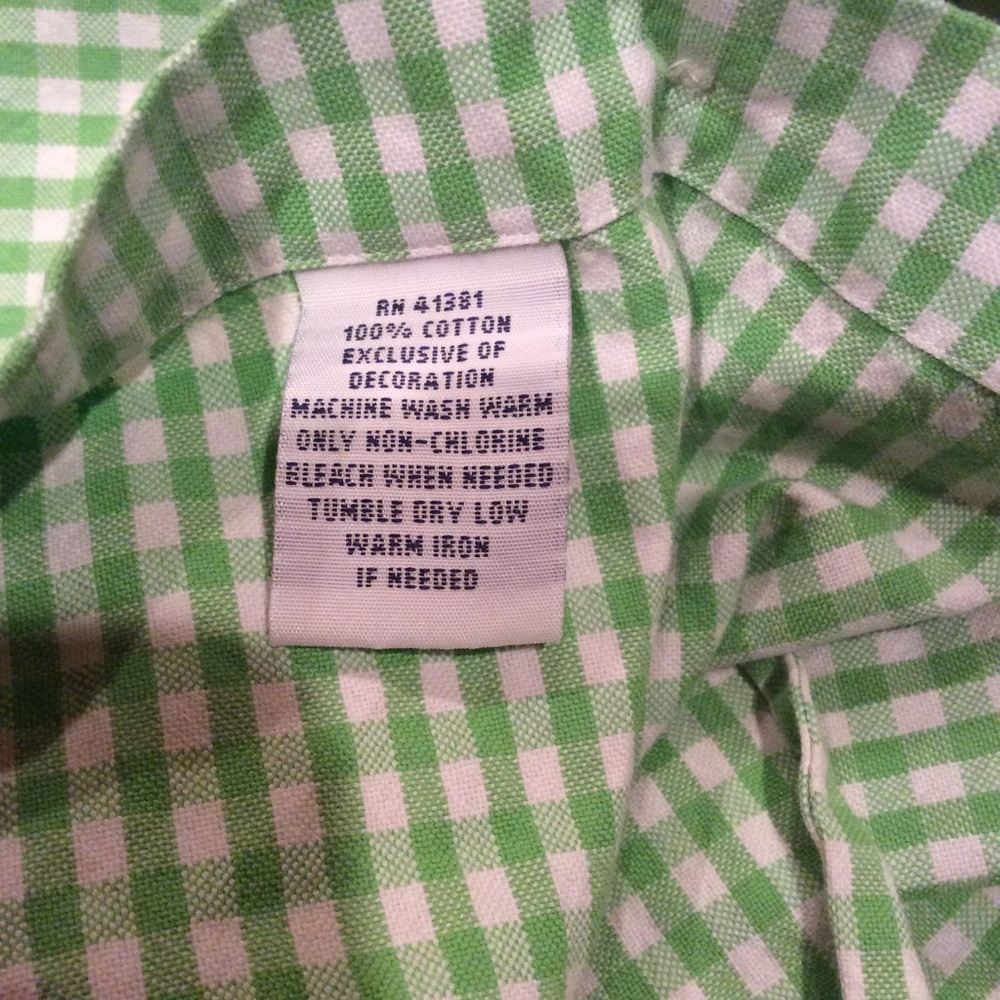 RN 41381
100% COTTON
EXCLUSIVE OF
DECORATION
MACHINE WASH WARM
ONLY NON-CHLORINE
BLEACH WHEN NEEDED
TUMBLE DRY LOW
WARM IRON
IF NEEDED